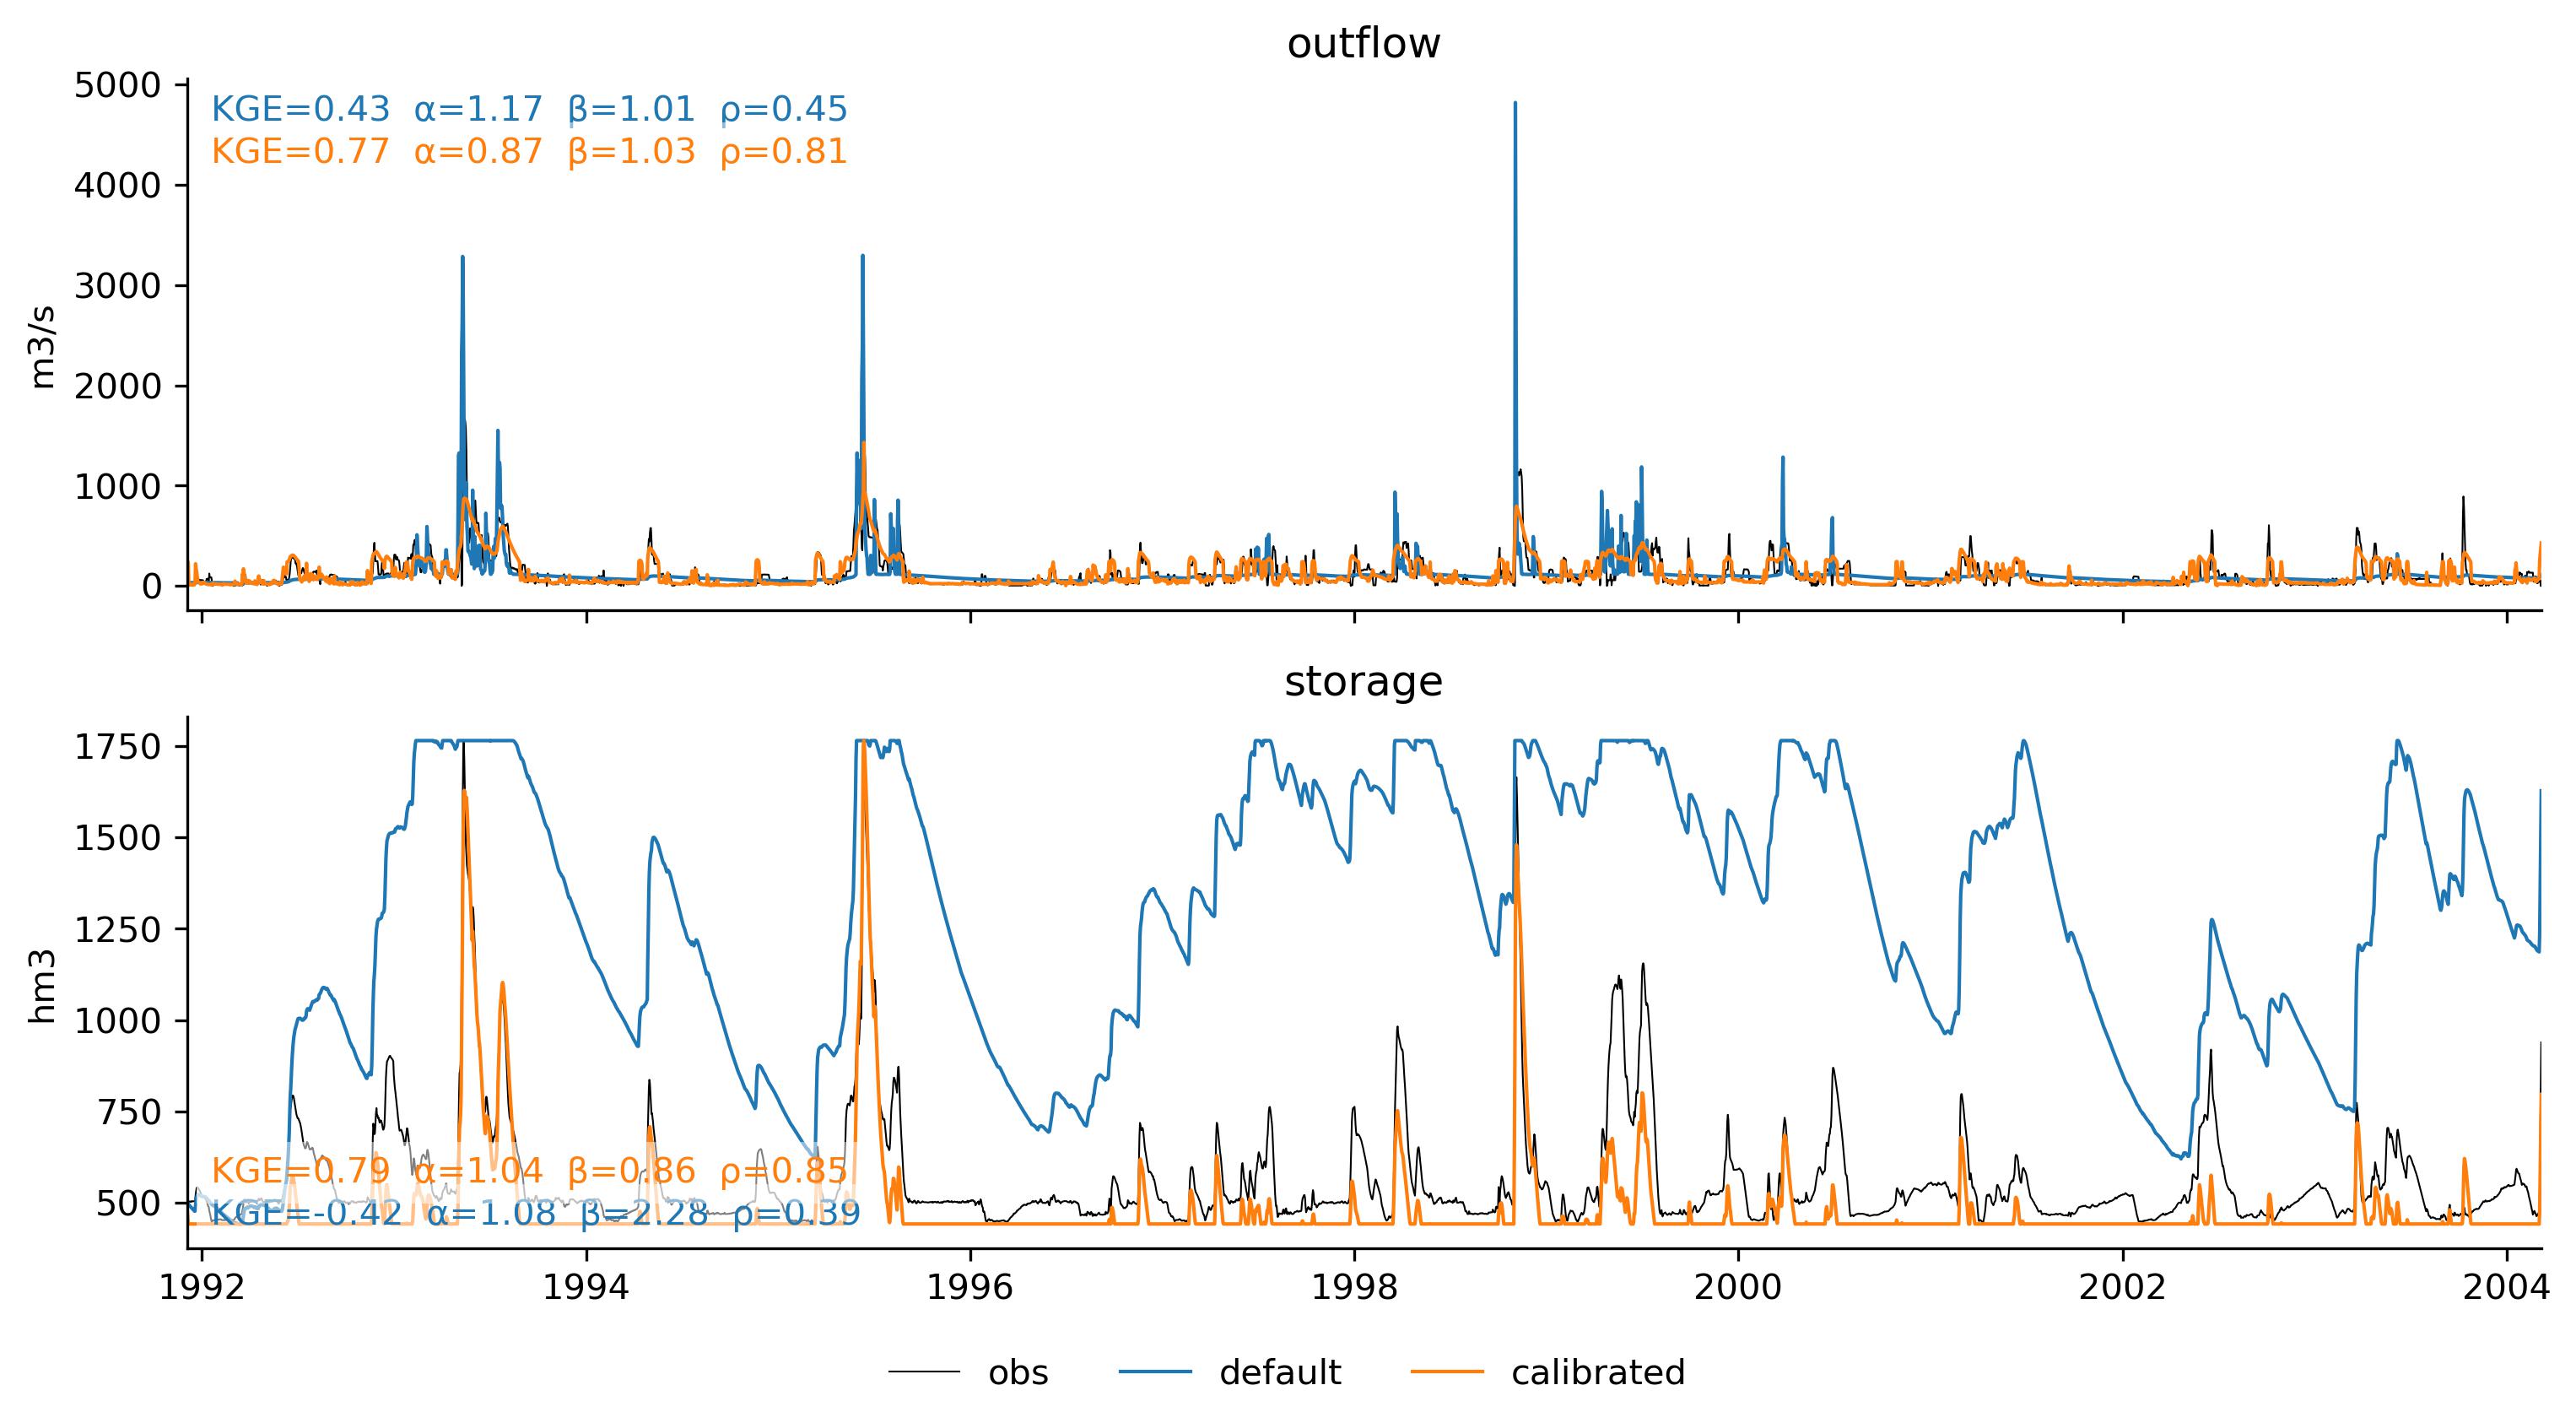 outflow
5000
KGE=0.43 α=1.17 β=1.01 ρ=0.45
KGE=0.77 α=0.87 β=1.03 ρ=0.81
4000
3000
m3/s
2000
1000
0
storage
1750
1500
1250
hm3
1000
750
KGE=0.79 α=1.04 β=0.86 ρ=0.85
500
KGE=-0.42 α=1.08 β=2.28 ρ=0.39
1992 1994 1996 1998 2000 2002 2004
obs default calibrated